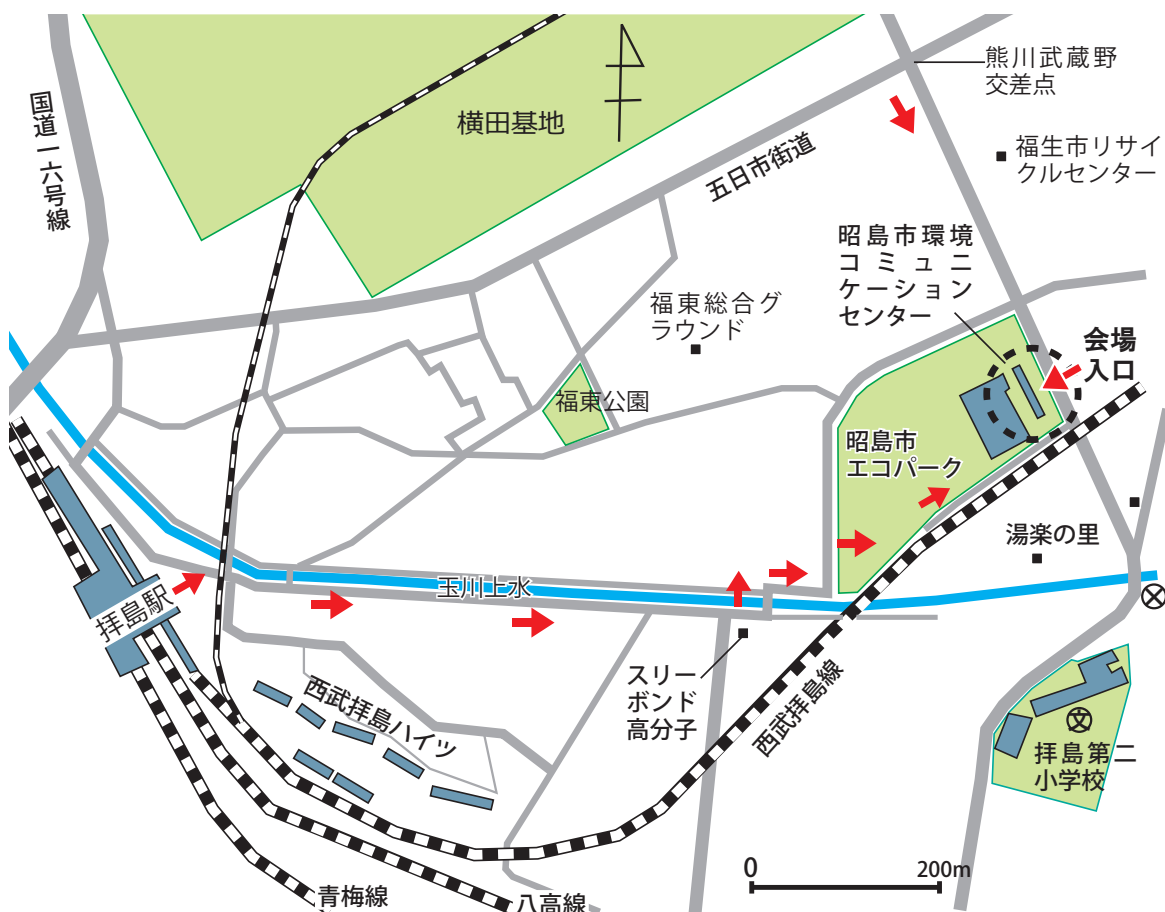 国道一六号線
横田基地
五日市街道
熊川武蔵野
交差点
福生市リサイ
クルセンター
昭島市環境
コミュニ
ケーション
センター
福東総合グ
ラウンド
会場
入口
福東公園
昭島市
エコパーク
湯楽の里
玉川上水
拝島駅
スリー
ボンド
高分子
西武拝島線
西武拝島ハイツ
文
拝島第二
小学校
0
200m
青梅線
八高線